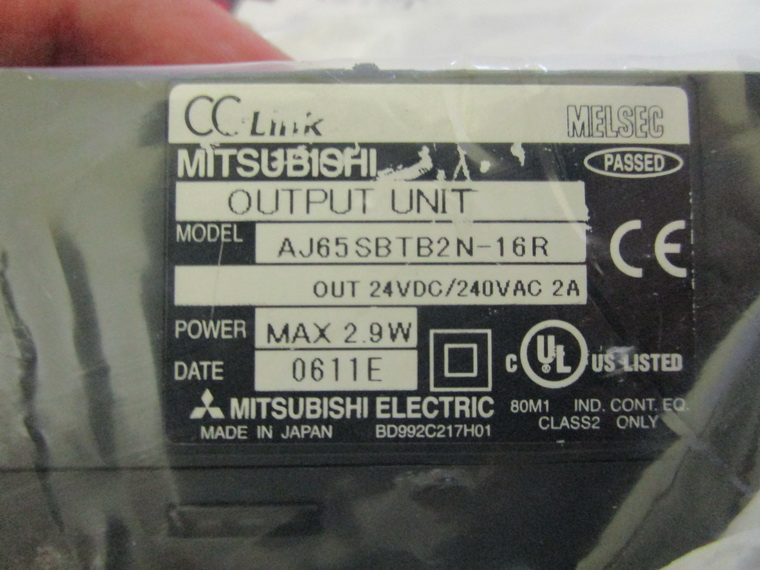 CC-Link MELSEC
MITSUBISHI PASSED
OUTPUT UNIT
MODEL AJ65SBTB2N-16R
CE
OUT 24VDC/240VAC 2A
POWER MAX 2.9W
DATE 0611E
C UL US LISTED
MITSUBISHI ELECTRIC 80M1 IND. CONT. EQ.
MADE IN JAPAN BD992C217H01 CLASS2 ONLY